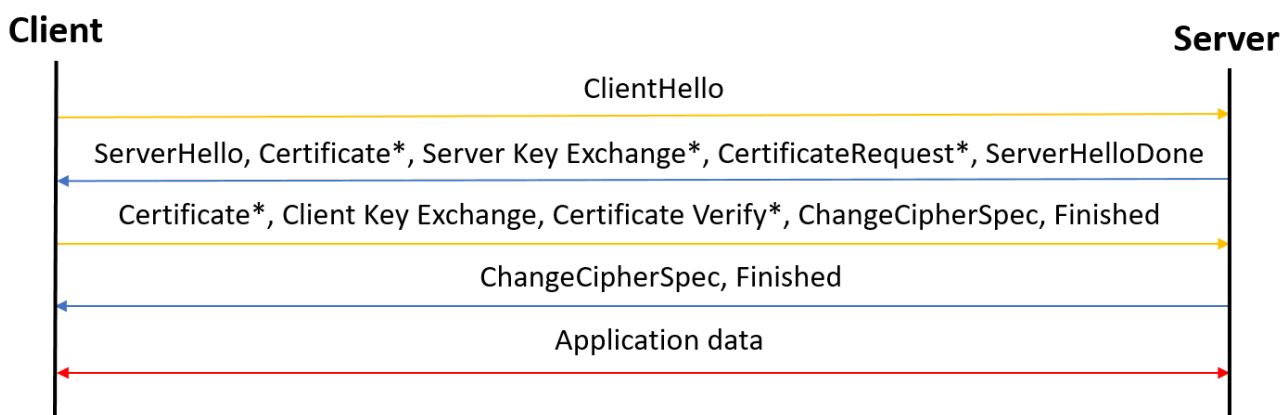 Client
Server
ClientHello
ServerHello, Certificate*, Server Key Exchange*, CertificateRequest*, ServerHelloDone
Certificate*, Client Key Exchange, Certificate Verify*, ChangeCipherSpec, Finished
ChangeCipherSpec, Finished
Application data